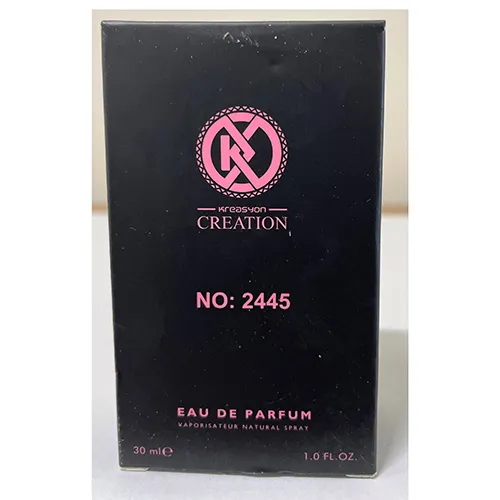 K
Kreasyon
CREATION
NO: 2445
EAU DE PARFUM
VAPORISATEUR NATURAL SPRAY
30 ml℮ 1.0 FL.OZ.